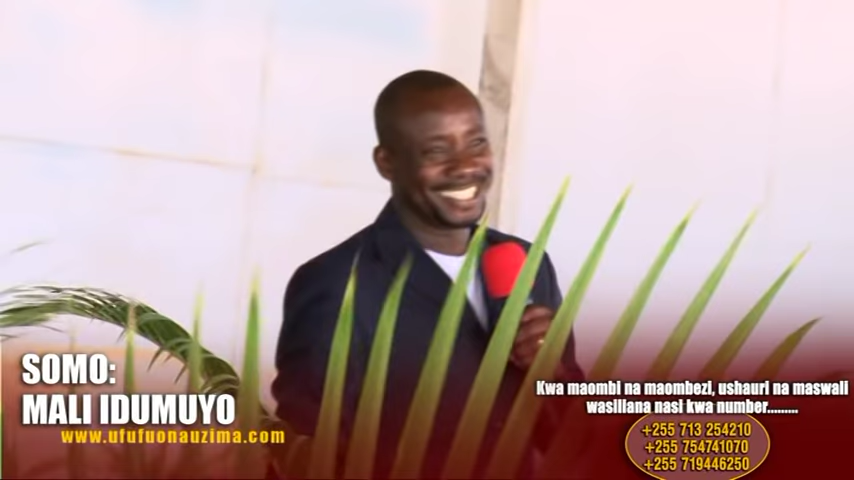 SOMO:
MALI IDUMUYO
www.ufufuonauzima.com
Kwa maombi na maombezi, ushauri na maswali
wasiliana nasi kwa number.........
+255 713 254210
+255 754741070
+255 719446250